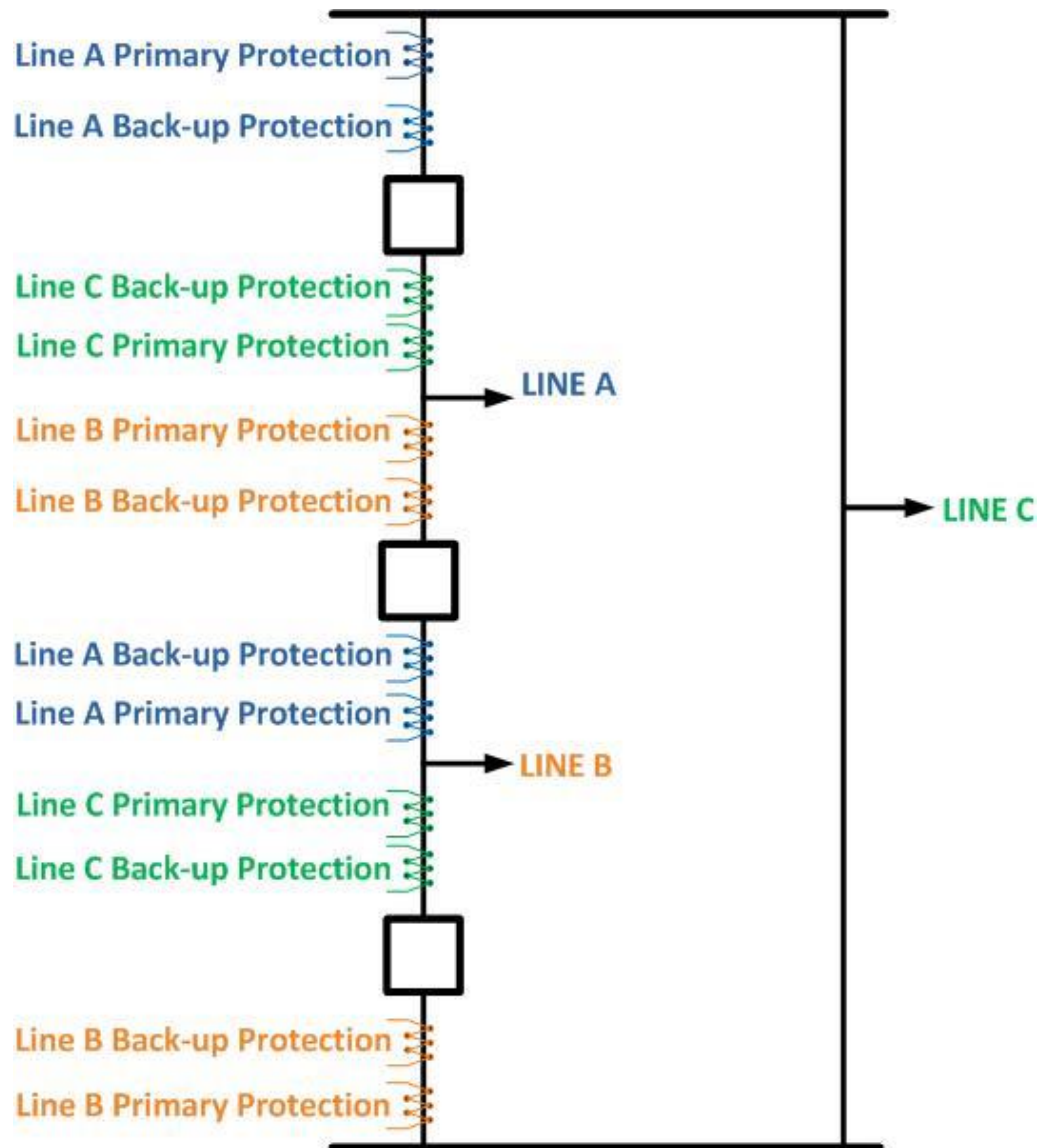 Line A Primary Protection
Line A Back-up Protection
Line C Back-up Protection
Line C Primary Protection
LINE A
Line B Primary Protection
Line B Back-up Protection
LINE C
Line A Back-up Protection
Line A Primary Protection
LINE B
Line C Primary Protection
Line C Back-up Protection
Line B Back-up Protection
Line B Primary Protection